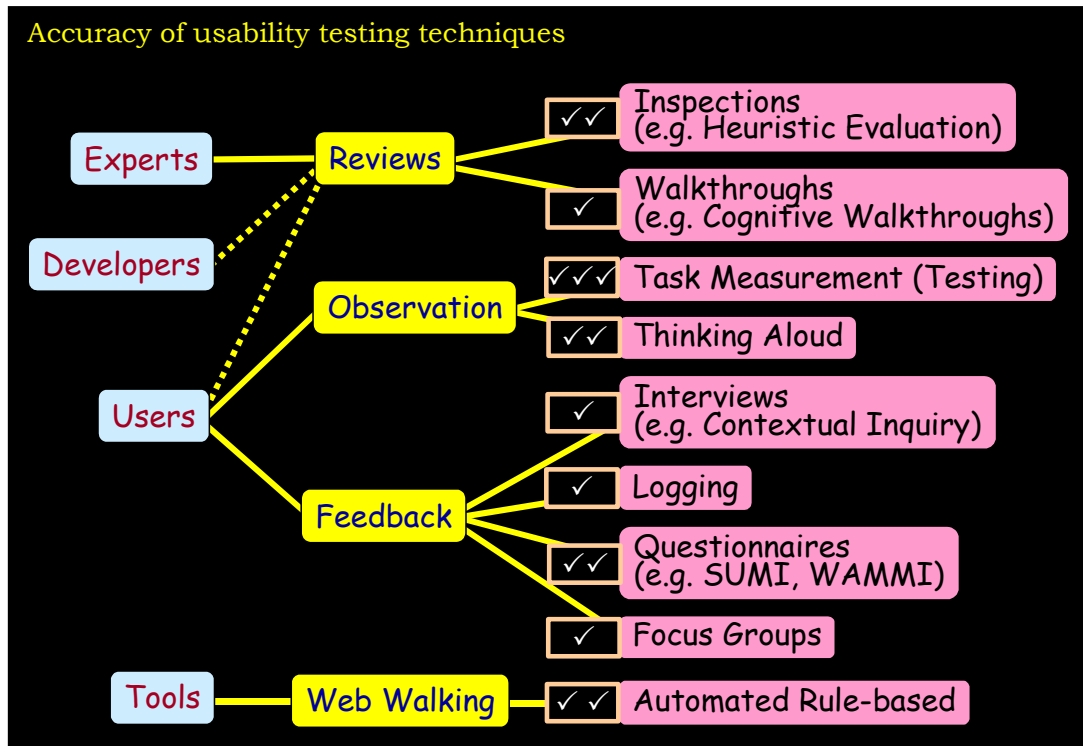 Accuracy of usability testing techniques
Experts
Reviews
✓✓
Inspections
(e.g. Heuristic Evaluation)
✓
Walkthroughs
(e.g. Cognitive Walkthroughs)
Developers
Observation
✓✓✓
Task Measurement (Testing)
✓✓
Thinking Aloud
Users
Feedback
✓
Interviews
(e.g. Contextual Inquiry)
✓
Logging
✓✓
Questionnaires
(e.g. SUMI, WAMMI)
✓
Focus Groups
Tools
Web Walking
✓ ✓
Automated Rule-based